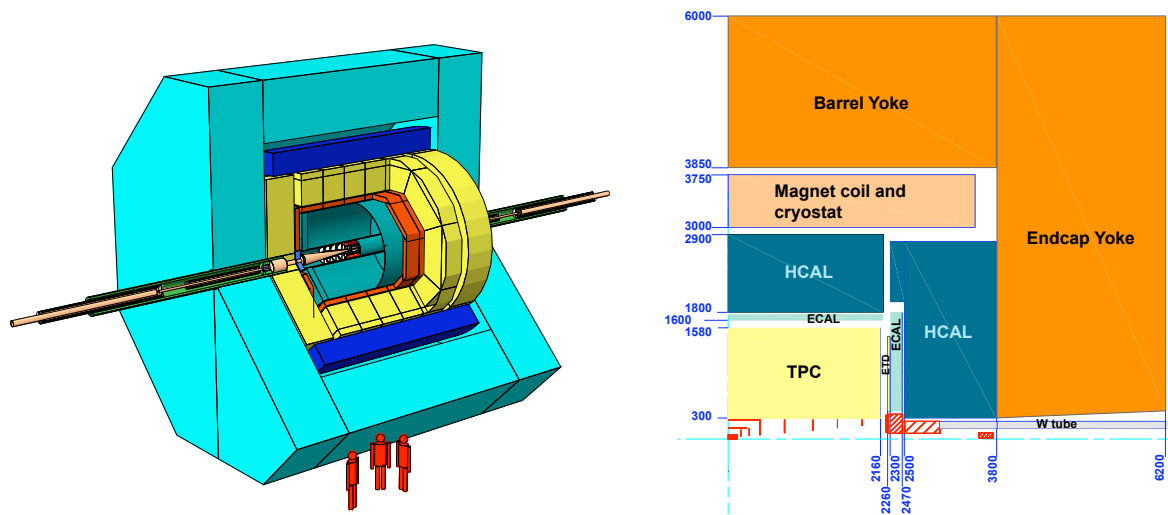 6000
Barrel Yoke
3850
3750
Magnet coil and
cryostat
3000
2900
Endcap Yoke
HCAL
1800
1600
ECAL
1580
ECAL
HCAL
ETD
TPC
300
W tube
2160
2260
2300
2470
2500
3800
6200